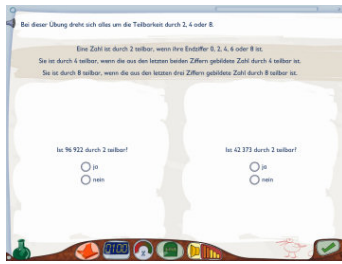 Bei dieser Übung dreht sich alles um die Teilbarkeit durch 2, 4 oder 8.
Eine Zahl ist durch 2 teilbar, wenn ihre Endziffer 0, 2, 4, 6 oder 8 ist.
Sie ist durch 4 teilbar, wenn die aus den letzten beiden Ziffern gebildete Zahl durch 4 teilbar ist.
Sie ist durch 8 teilbar, wenn die aus den letzten drei Ziffern gebildete Zahl durch 8 teilbar ist.
Ist 96 922 durch 2 teilbar?
ja
nein
Ist 42 373 durch 2 teilbar?
ja
nein